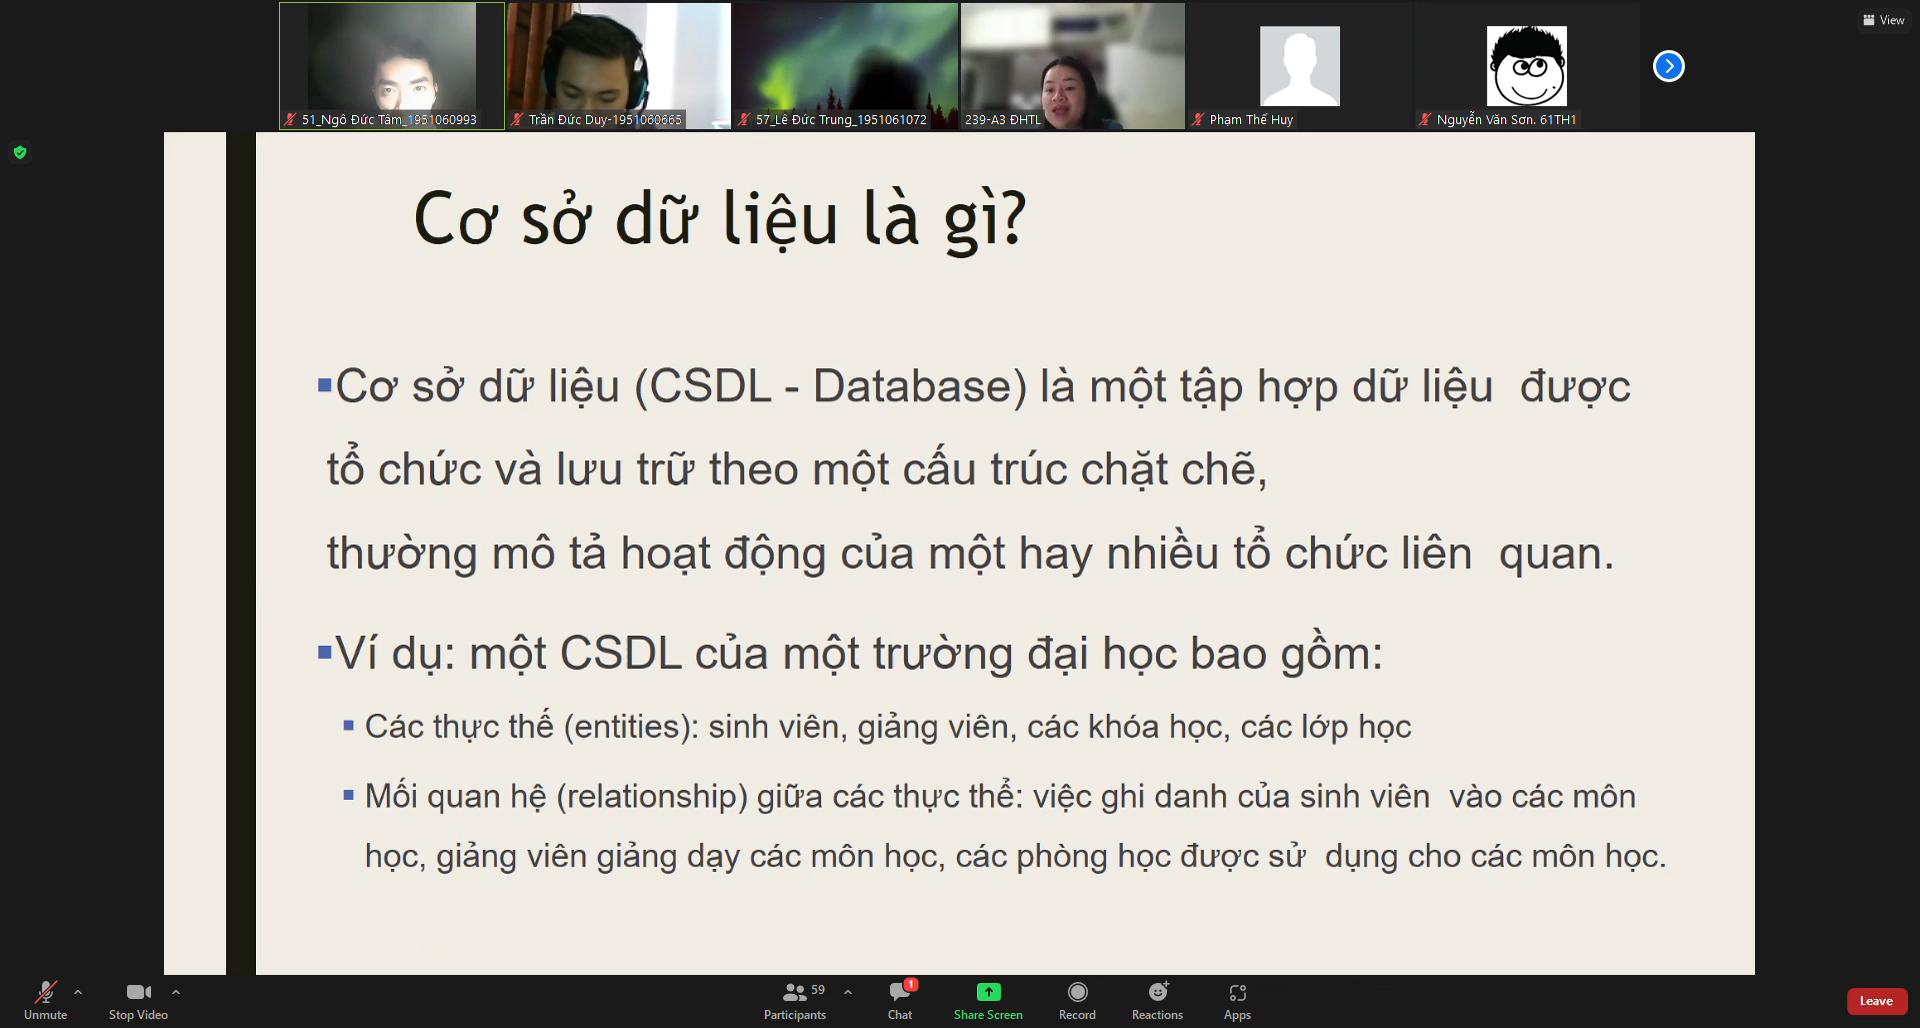 View
51_Ngô Đức Tâm_1951060993
Trần Đức Duy-1951060665
57_Lê Đức Trung_1951061072
239-A3 ĐHTL
Phạm Thế Huy
Nguyễn Văn Sơn. 61TH1
Cơ sở dữ liệu là gì?
▪Cơ sở dữ liệu (CSDL - Database) là một tập hợp dữ liệu được
tổ chức và lưu trữ theo một cấu trúc chặt chẽ,
thường mô tả hoạt động của một hay nhiều tổ chức liên quan.
▪Ví dụ: một CSDL của một trường đại học bao gồm:
▪ Các thực thế (entities): sinh viên, giảng viên, các khóa học, các lớp học
▪ Mối quan hệ (relationship) giữa các thực thể: việc ghi danh của sinh viên vào các môn
học, giảng viên giảng dạy các môn học, các phòng học được sử dụng cho các môn học.
59
1
Unmute
Stop Video
Participants
Chat
Share Screen
Record
Reactions
Apps
Leave